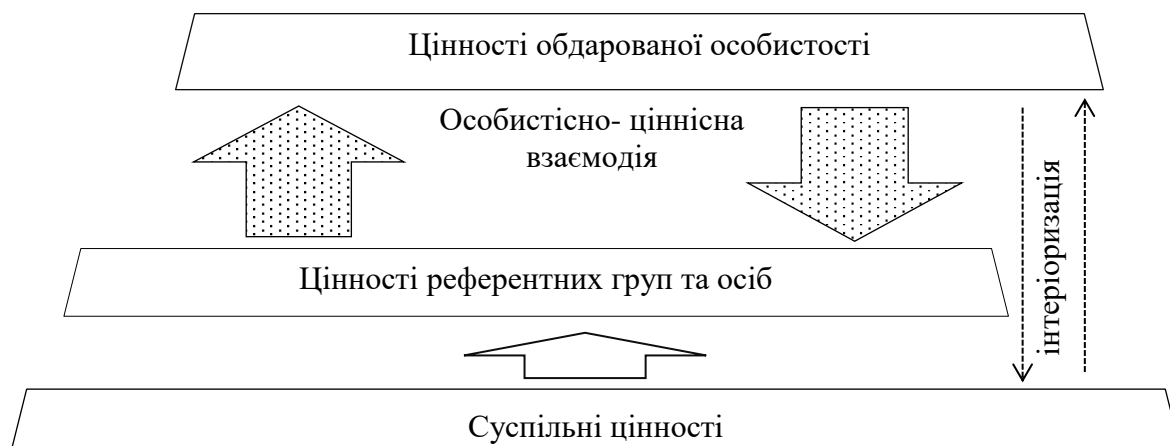 Цінності обдарованої особистості
Особистісно- ціннісна
взаємодія
інтеріоризація
Цінності референтних груп та осіб
Суспільні цінності